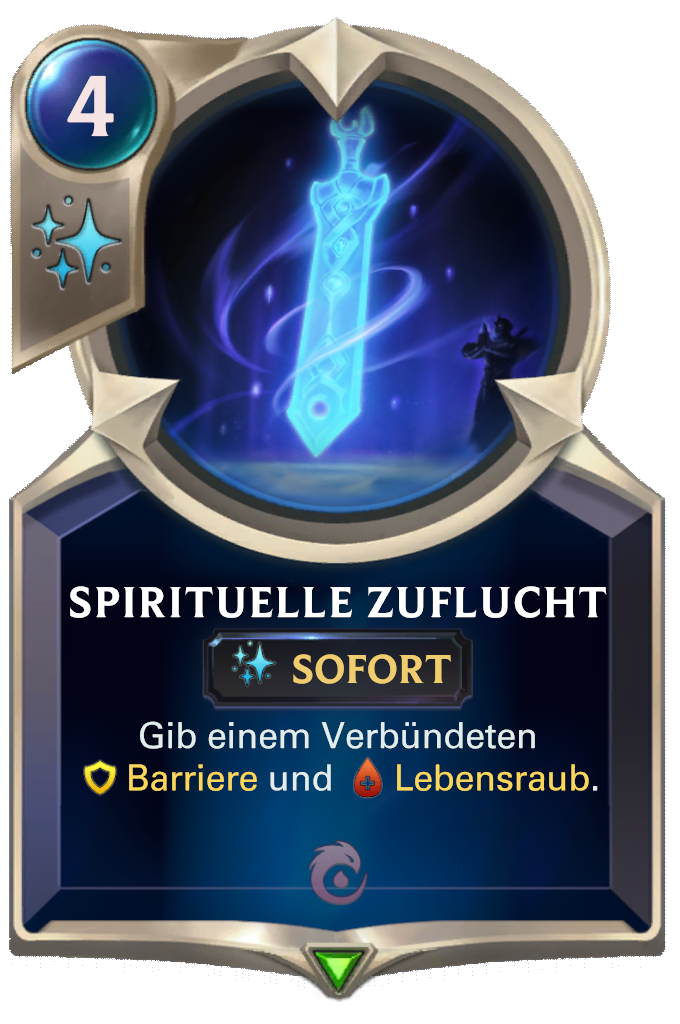 4
SPIRITUELLE ZUFLUCHT
SOFORT
Gib einem Verbündeten
Barriere und Lebensraub.